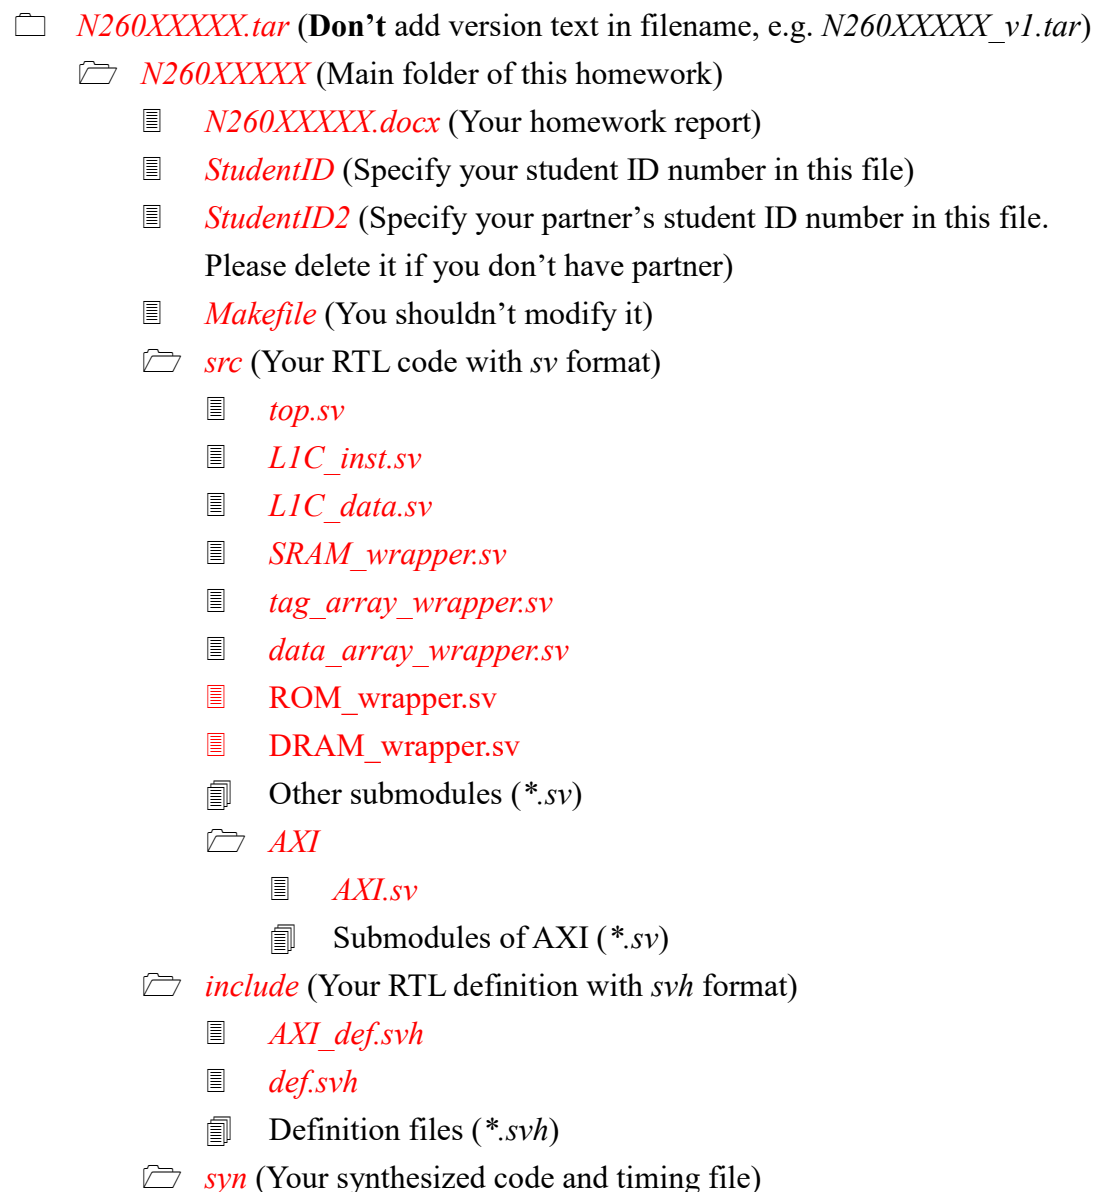 N260XXXXX.tar (Don’t add version text in filename, e.g. N260XXXXX_v1.tar)
N260XXXXX (Main folder of this homework)
N260XXXXX.docx (Your homework report)
StudentID (Specify your student ID number in this file)
StudentID2 (Specify your partner’s student ID number in this file.
Please delete it if you don’t have partner)
Makefile (You shouldn’t modify it)
src (Your RTL code with sv format)
top.sv
L1C_inst.sv
L1C_data.sv
SRAM_wrapper.sv
tag_array_wrapper.sv
data_array_wrapper.sv
ROM_wrapper.sv
DRAM_wrapper.sv
Other submodules (*.sv)
AXI
AXI.sv
Submodules of AXI (*.sv)
include (Your RTL definition with svh format)
AXI_def.svh
def.svh
Definition files (*.svh)
syn (Your synthesized code and timing file)